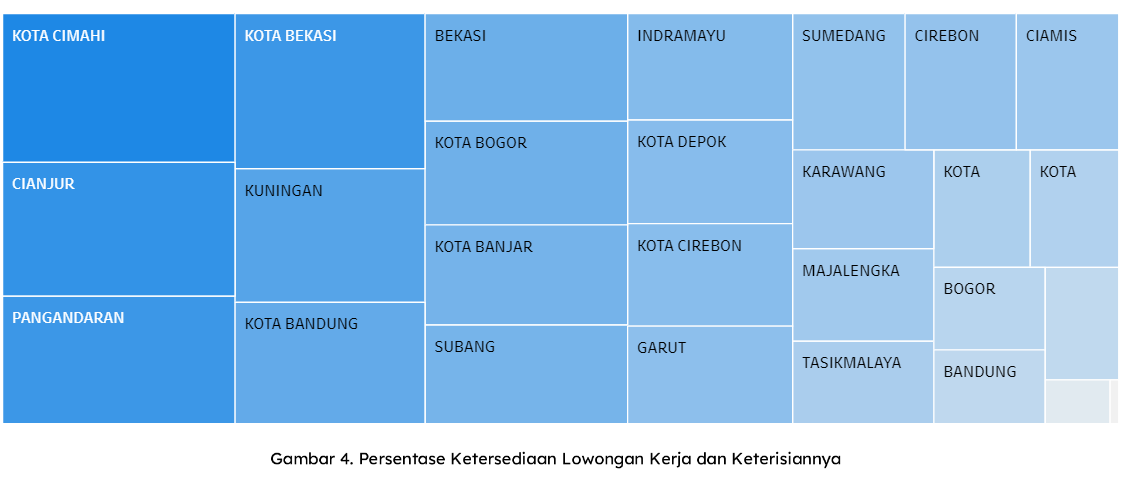 KOTA CIMAHI
CIANJUR
PANGANDARAN
KOTA BEKASI
KUNINGAN
KOTA BANDUNG
BEKASI
KOTA BOGOR
KOTA BANJAR
SUBANG
INDRAMAYU
KOTA DEPOK
KOTA CIREBON
GARUT
SUMEDANG
CIREBON
CIAMIS
KARAWANG
MAJALENGKA
TASIKMALAYA
KOTA
KOTA
BOGOR
BANDUNG
Gambar 4. Persentase Ketersediaan Lowongan Kerja dan Keterisiannya